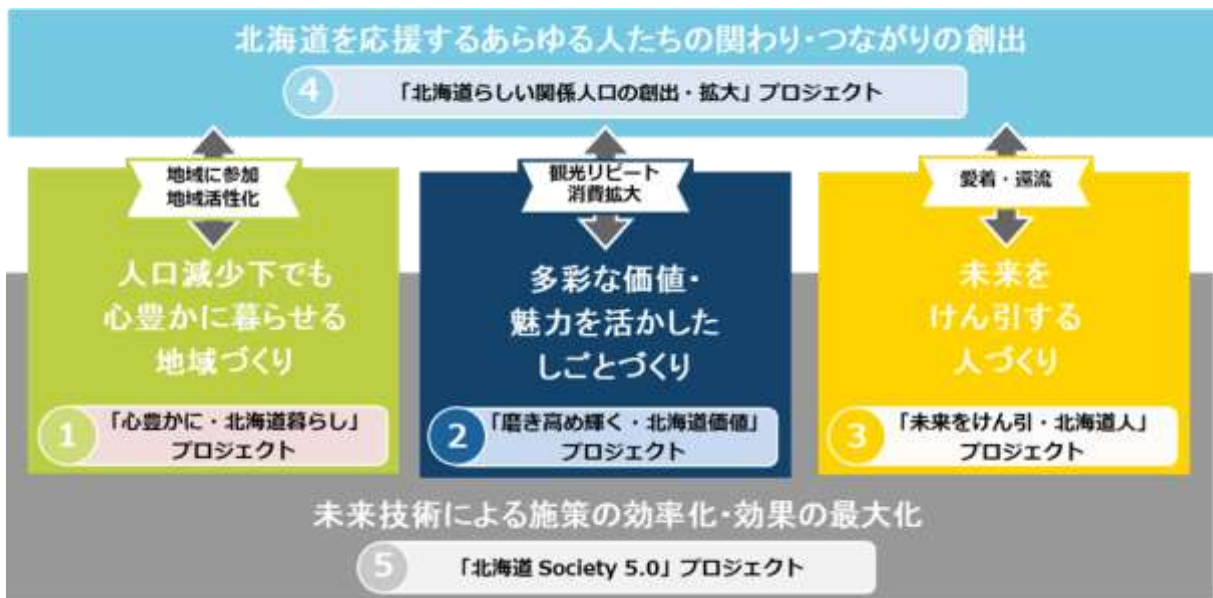 北海道を応援するあらゆる人たちの関わり・つながりの創出
4
「北海道らしい関係人口の創出・拡大」プロジェクト
地域に参加
地域活性化
人口減少下でも
心豊かに暮らせる
地域づくり
1
「心豊かに・北海道暮らし」
プロジェクト
観光リピート
消費拡大
多彩な価値・
魅力を活かした
しごとづくり
2
「磨き高め輝く・北海道価値」
プロジェクト
愛着・還流
未来を
けん引する
人づくり
3
「未来をけん引・北海道人」
プロジェクト
未来技術による施策の効率化・効果の最大化
5
「北海道 Society 5.0」プロジェクト